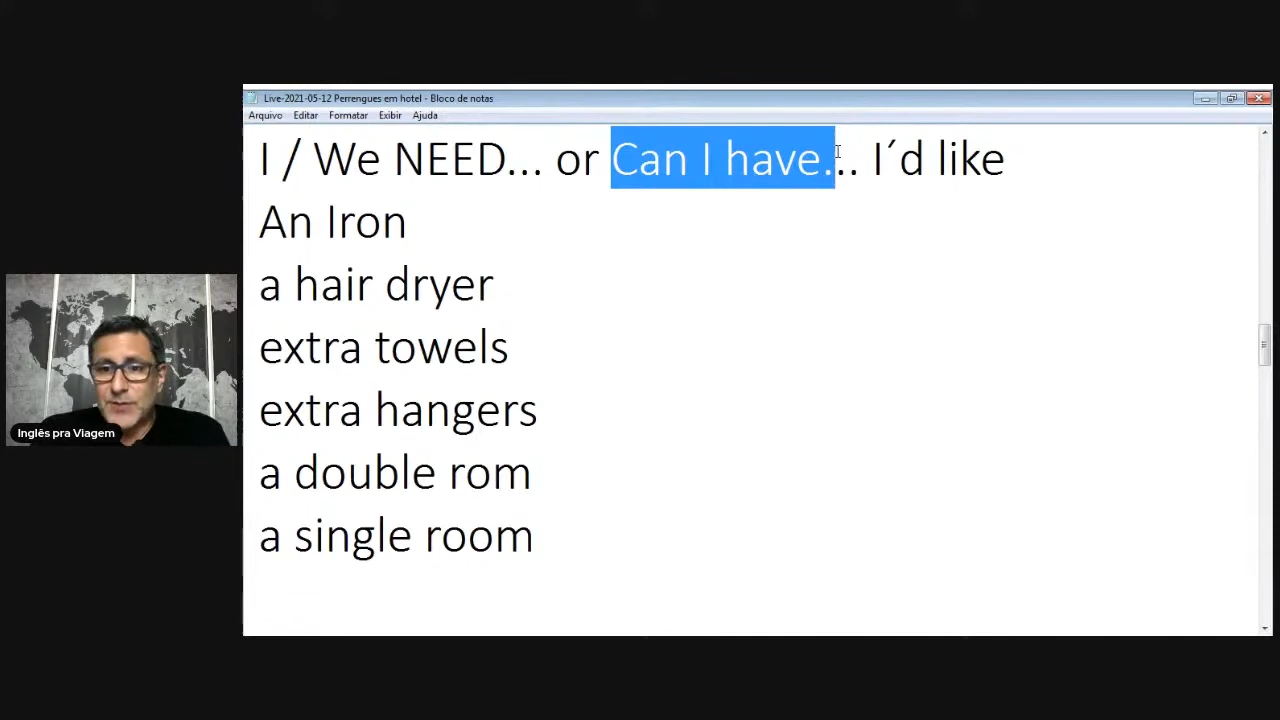 Live-2021-05-12 Perrengues em hotel - Bloco de notas
Arquivo Editar Formatar Exibir Ajuda
I / We NEED... or Can I have... I´d like
An Iron
a hair dryer
extra towels
extra hangers
a double rom
a single room
Inglês pra Viagem